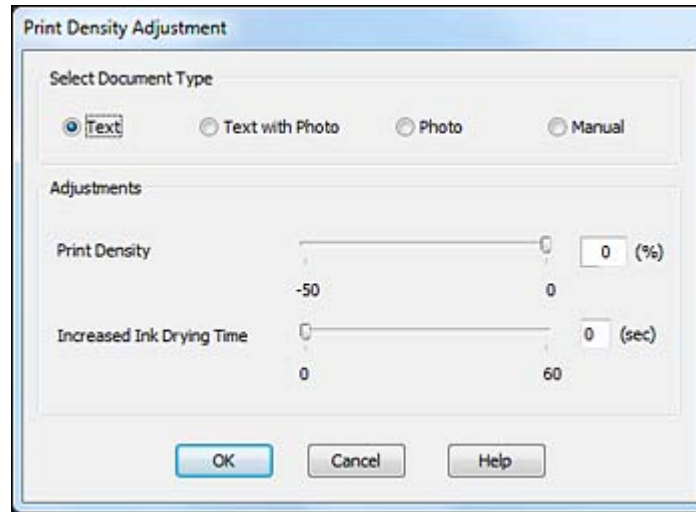 Print Density Adjustment
Select Document Type
Text Text with Photo Photo Manual
Adjustments
Print Density 0 (%)
-50 0
Increased Ink Drying Time 0 (sec)
0 60
OK Cancel Help